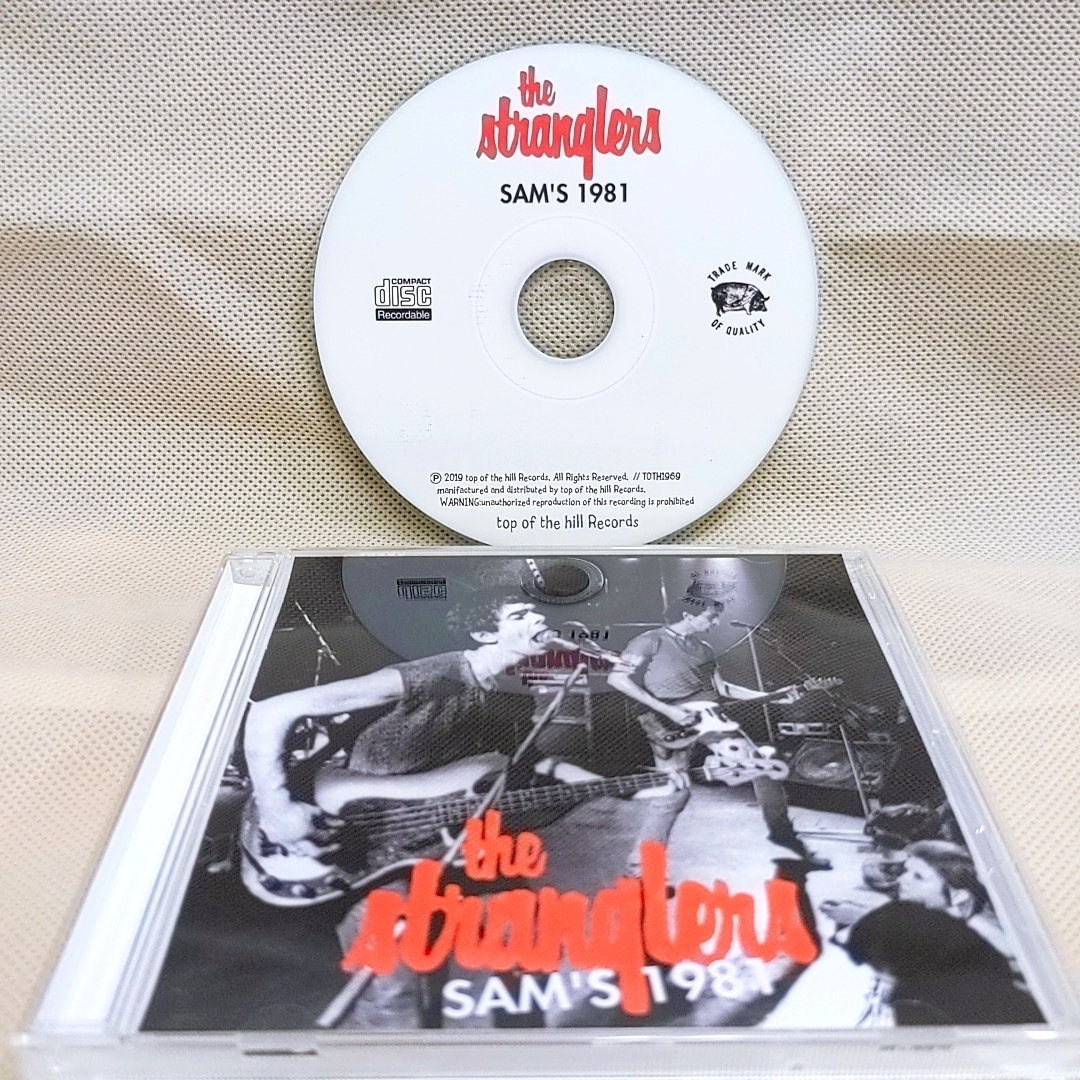 the
stranglers
SAM'S 1981
COMPACT
disc
Recordable
TRADE MARK
OF QUALITY
Ⓟ 2019 top of the hill Records. All Rights Reserved. // TOTH1969
manifactured and distributed by top of the hill Records.
WARNING:unauthorized reproduction of this recording is prohibited
top of the hill Records
the
stranglers
SAM'S 1981